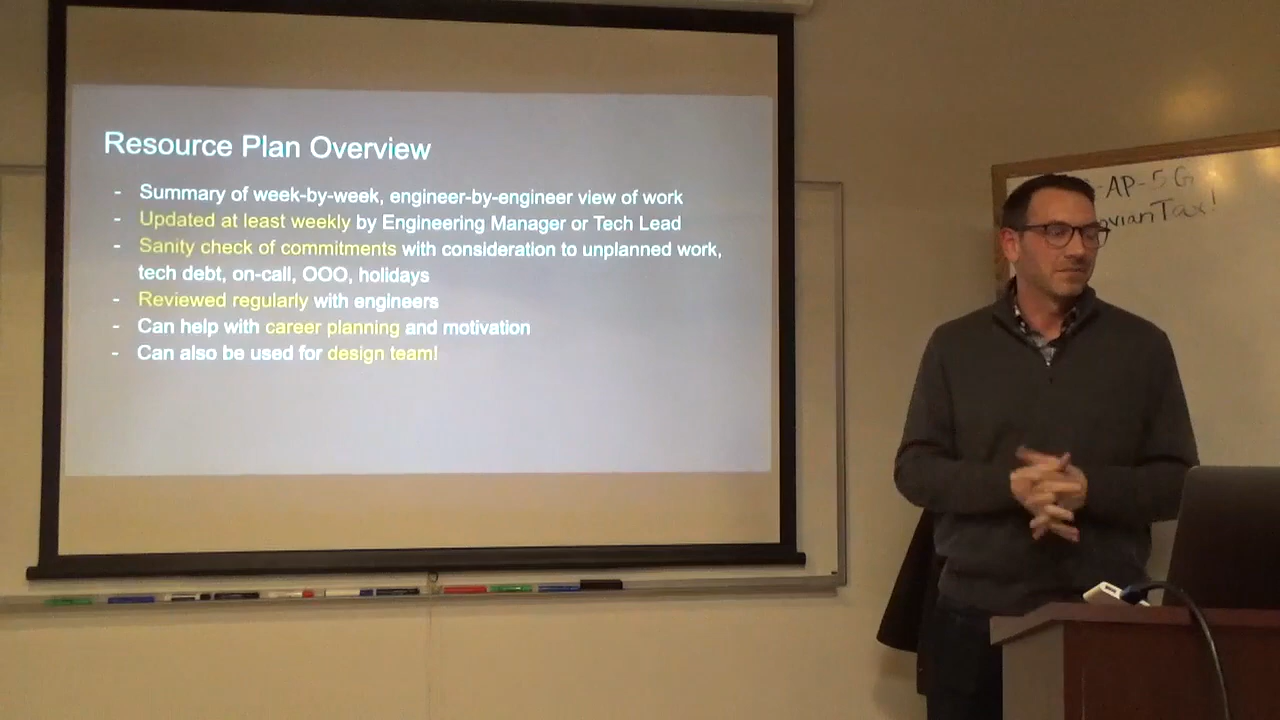 Resource Plan Overview
- Summary of week-by-week, engineer-by-engineer view of work
- Updated at least weekly by Engineering Manager or Tech Lead
- Sanity check of commitments with consideration to unplanned work,
tech debt, on-call, OOO, holidays
- Reviewed regularly with engineers
- Can help with career planning and motivation
- Can also be used for design team!
-AP-5G
Tax!